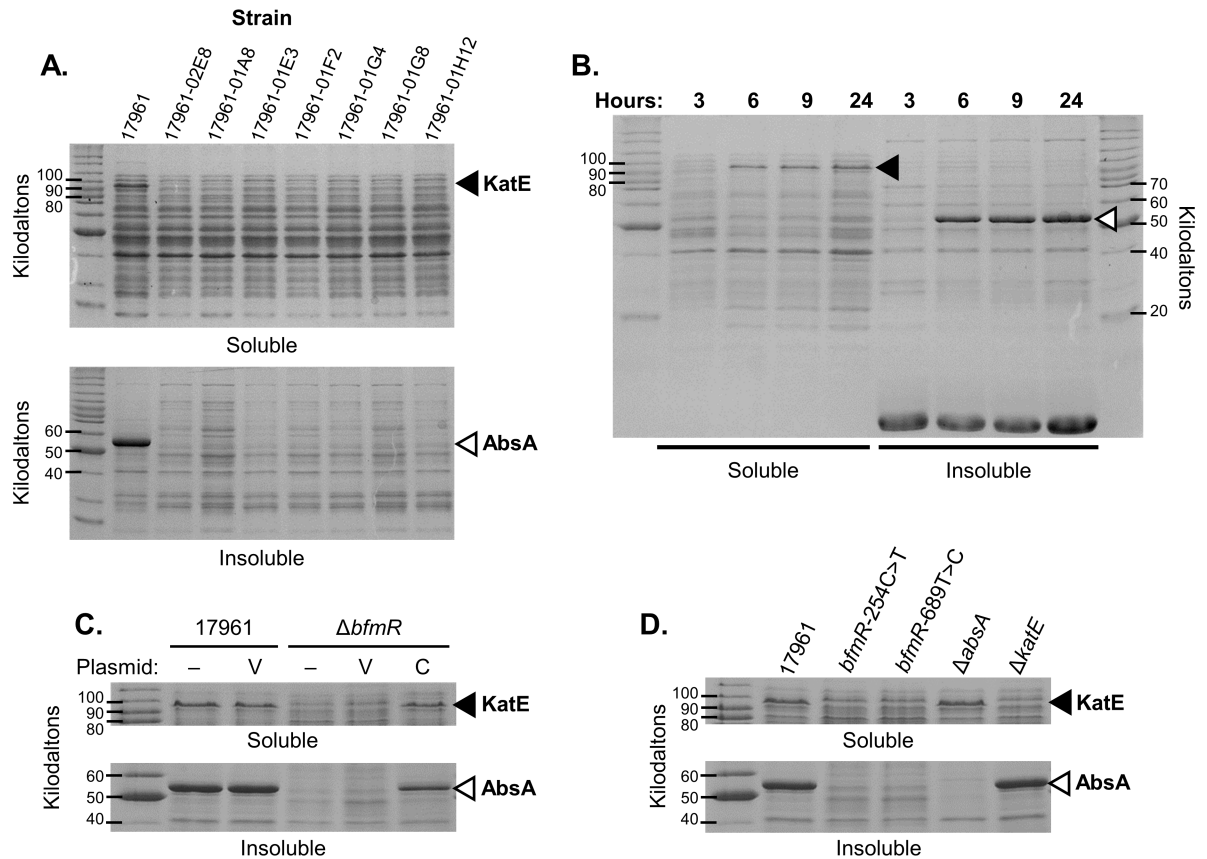 Strain
A.
17961
17961-02E8
17961-01A8
17961-01E3
17961-01F2
17961-01G4
17961-01G8
17961-01H12
Kilodaltons
100
90
80
KatE
Soluble
Kilodaltons
60
50
40
AbsA
Insoluble
B.
Hours: 3 6 9 24 3 6 9 24
100
90
80
70
60
50
40
20
Kilodaltons
Soluble Insoluble
C.
17961 ΔbfmR
Plasmid: – V – V C
Kilodaltons
100
90
80
KatE
Soluble
60
50
40
AbsA
Insoluble
D.
17961
bfmR-254C>T
bfmR-689T>C
ΔabsA
ΔkatE
Kilodaltons
100
90
80
KatE
Soluble
60
50
40
AbsA
Insoluble